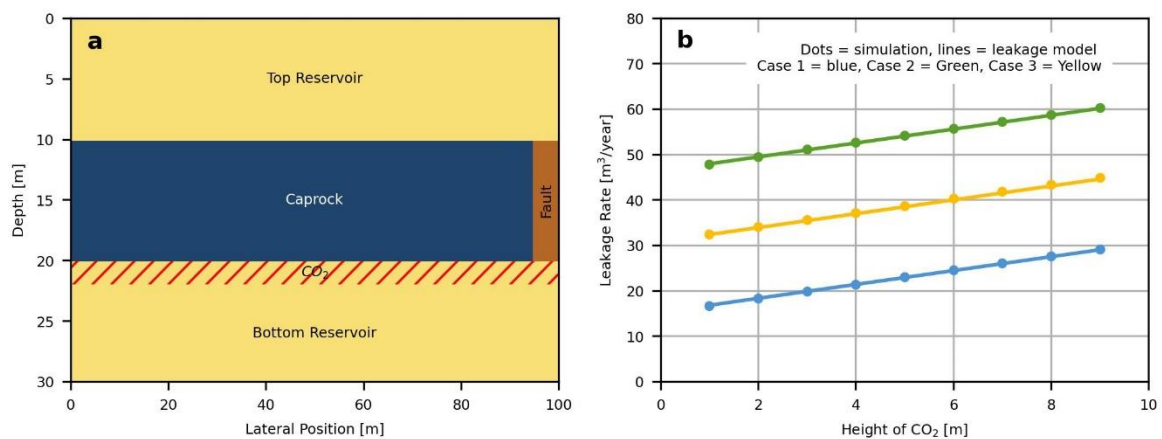 a
0
5
10
15
20
25
30
Depth [m]
Top Reservoir
Caprock
Fault
CO₂
Bottom Reservoir
0 20 40 60 80 100
Lateral Position [m]
b
Dots = simulation, lines = leakage model
Case 1 = blue, Case 2 = Green, Case 3 = Yellow
80
70
60
50
40
30
20
10
0
Leakage Rate [m³/year]
0 2 4 6 8 10
Height of CO₂ [m]